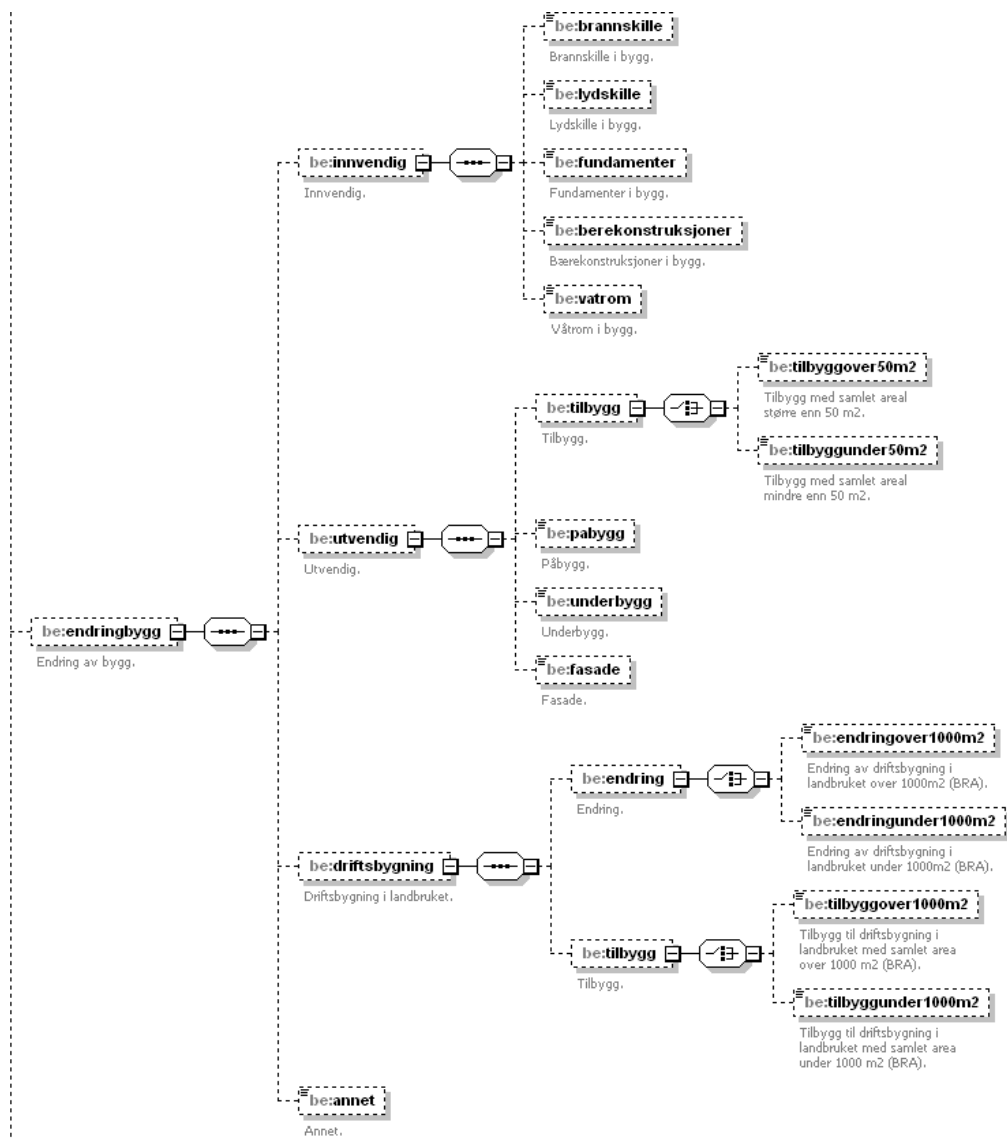 be:brannskille
Brannskille i bygg.
be:lydskille
Lydskille i bygg.
be:innvendig
Innvendig.
be:fundamenter
Fundamenter i bygg.
be:berekonstruksjoner
Bærekonstruksjoner i bygg.
be:vatrom
Våtrom i bygg.
be:tilbyggover50m2
Tilbygg med samlet areal
større enn 50 m2.
be:tilbygg
Tilbygg.
be:tilbyggunder50m2
Tilbygg med samlet areal
mindre enn 50 m2.
be:utvendig
Utvendig.
be:pabygg
Påbygg.
be:underbygg
Underbygg.
be:endringbygg
Endring av bygg.
be:fasade
Fasade.
be:endringover1000m2
Endring av driftsbygning i
landbruket over 1000m2 (BRA).
be:endring
Endring.
be:endringunder1000m2
Endring av driftsbygning i
landbruket under 1000m2 (BRA).
be:driftsbygning
Driftsbygning i landbruket.
be:tilbyggover1000m2
Tilbygg til driftsbygning i
landbruket med samlet area
over 1000 m2 (BRA).
be:tilbygg
Tilbygg.
be:tilbyggunder1000m2
Tilbygg til driftsbygning i
landbruket med samlet area
under 1000 m2 (BRA).
be:annet
Annet.